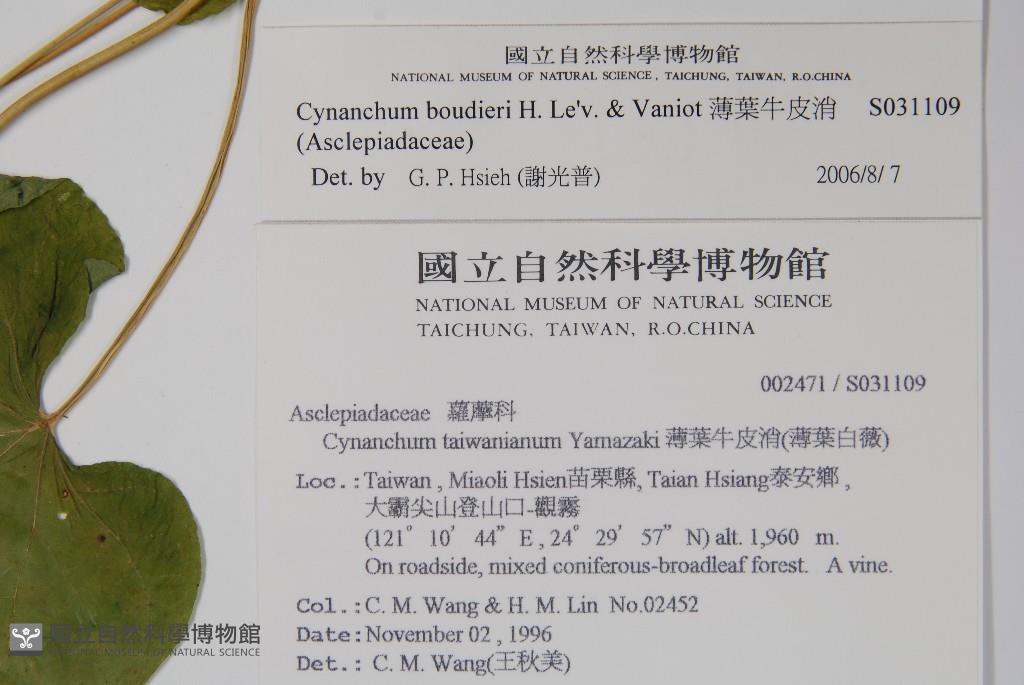 國立自然科學博物館
NATIONAL MUSEUM OF NATURAL SCIENCE, TAICHUNG, TAIWAN, R.O.CHINA
Cynanchum boudieri H. Le'v. & Vaniot 薄葉牛皮消 S031109
(Asclepiadaceae)
Det. by G. P. Hsieh (謝光普) 2006/8/ 7
國立自然科學博物館
NATIONAL MUSEUM OF NATURAL SCIENCE
TAICHUNG, TAIWAN, R.O.CHINA
002471 / S031109
Asclepiadaceae 蘿藦科
Cynanchum taiwanianum Yamazaki 薄葉牛皮消(薄葉白薇)
Loc.:Taiwan , Miaoli Hsien苗栗縣, Taian Hsiang泰安鄉 ,
大霸尖山登山口-觀霧
(121° 10′ 44" E , 24° 29′ 57" N) alt. 1,960 m.
On roadside, mixed coniferous-broadleaf forest. A vine.
Col.:C. M. Wang & H. M. Lin No.02452
Date:November 02 , 1996
Det.: C. M. Wang(王秋美)
國立自然科學博物館
NATIONAL MUSEUM OF NATURAL SCIENCE